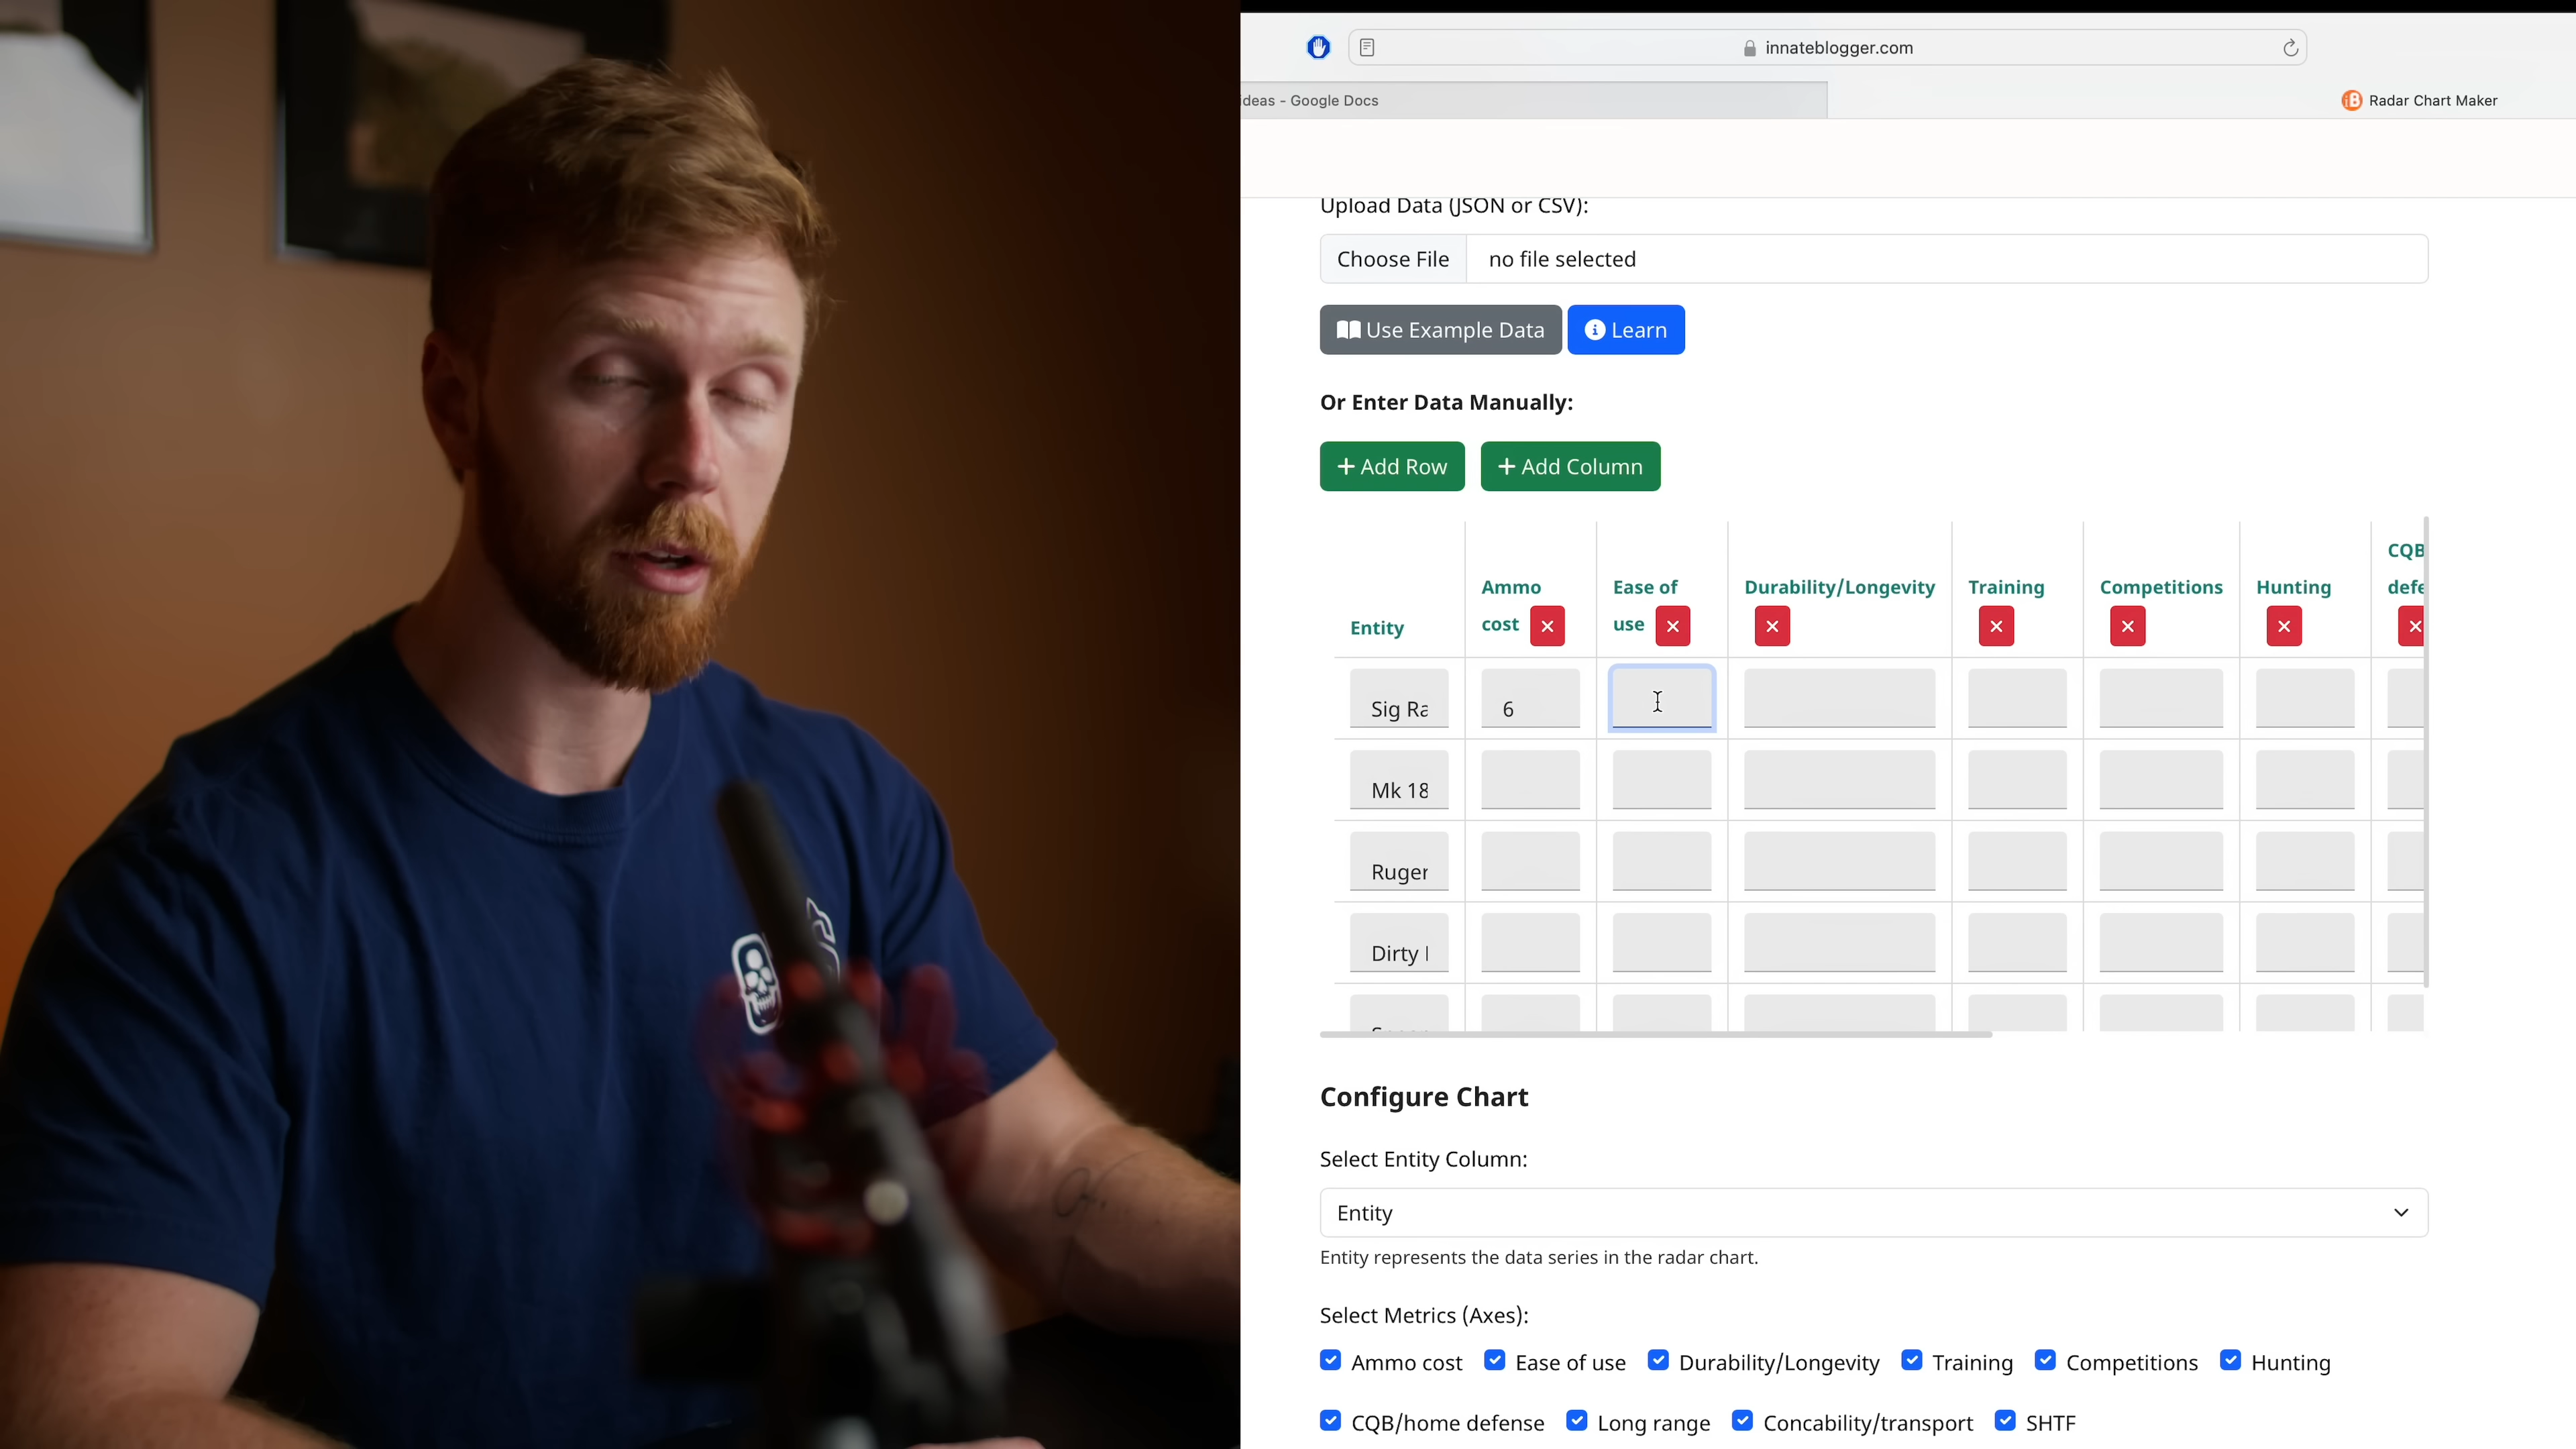 innateblogger.com
ideas - Google Docs
Radar Chart Maker
Upload Data (JSON or CSV):
Choose File no file selected
Use Example Data
Learn
Or Enter Data Manually:
+ Add Row
+ Add Column
Entity
Ammo cost
Ease of use
Durability/Longevity
Training
Competitions
Hunting
CQB
defe
Sig Ra
6
Mk 18
Ruger
Dirty
Configure Chart
Select Entity Column:
Entity
Entity represents the data series in the radar chart.
Select Metrics (Axes):
Ammo cost Ease of use Durability/Longevity Training Competitions Hunting
CQB/home defense Long range Concability/transport SHTF